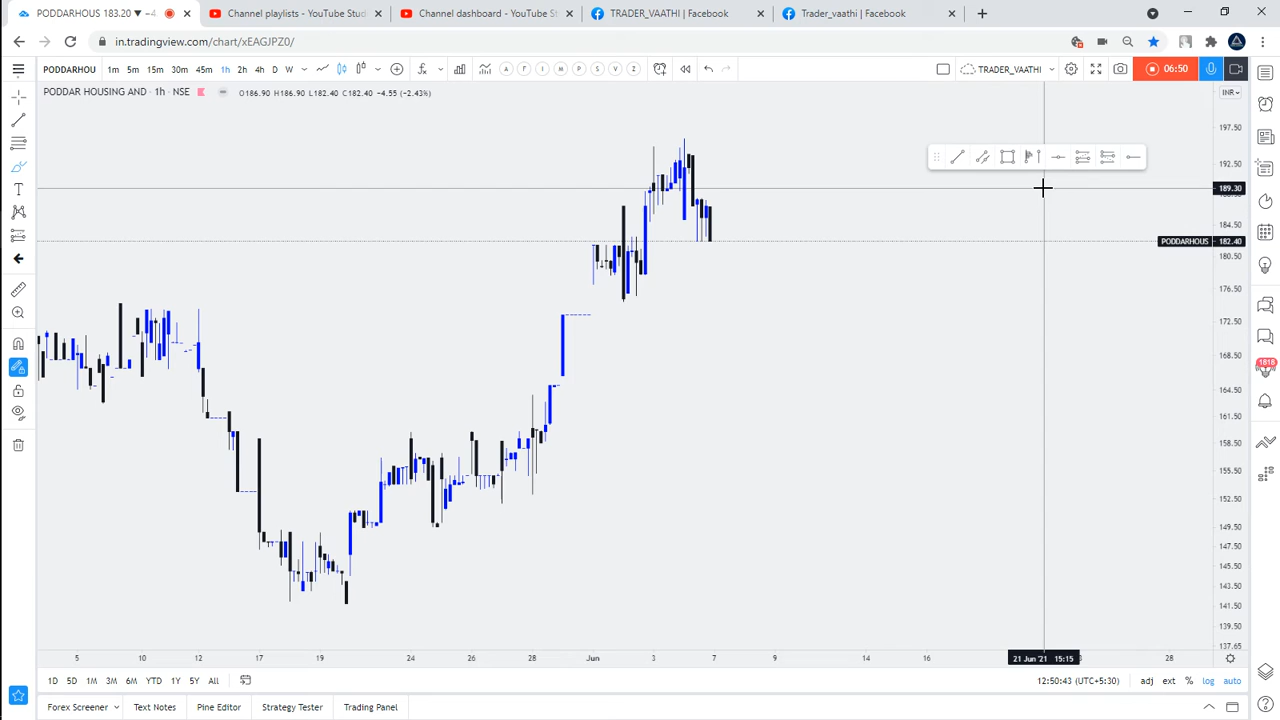 PODDARHOUS 183.20 ▼ −4
Channel playlists - YouTube Stud
Channel dashboard - YouTube S
TRADER_VAATHI | Facebook
Trader_vaathi | Facebook
in.tradingview.com/chart/xEAGJPZ0/
PODDARHOU 1m 5m 15m 30m 45m 1h 2h 4h D W
TRADER_VAATHI
06:50
PODDAR HOUSING AND · 1h · NSE O186.90 H186.90 L182.40 C182.40 −4.55 (−2.43%)
INR
197.50
192.50
189.30
184.50
PODDARHOUS 182.40
180.50
176.50
172.50
168.50
164.50
161.50
158.50
155.50
152.50
149.50
147.50
145.50
143.50
141.50
139.50
137.65
1818
5 10 12 17 19 24 26 28 Jun 3 7 9 14 16 21 Jun '21 15:15 28
1D 5D 1M 3M 6M YTD 1Y 5Y All
12:50:43 (UTC+5:30) adj ext % log auto
Forex Screener Text Notes Pine Editor Strategy Tester Trading Panel